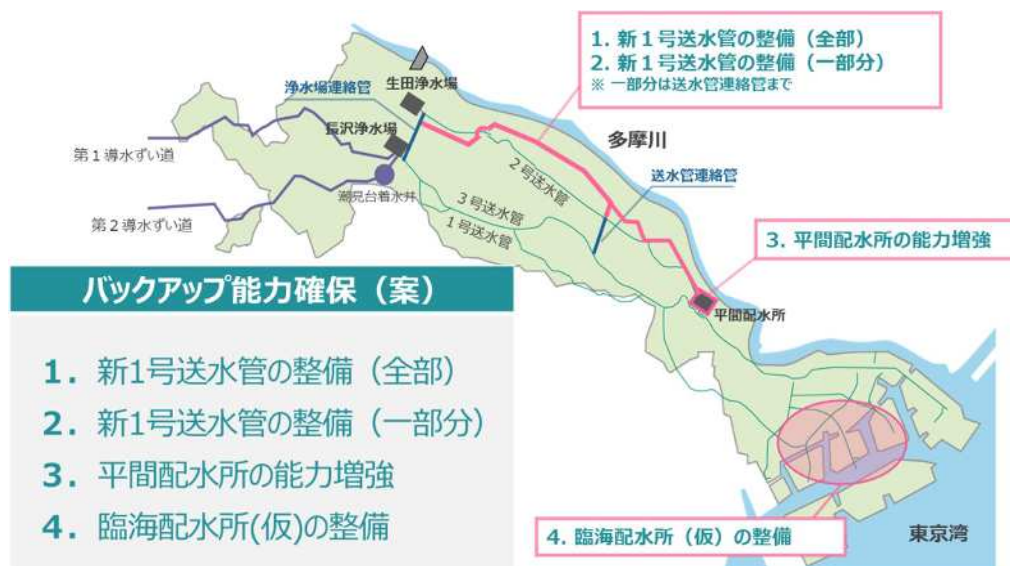 1. 新１号送水管の整備（全部）
2. 新１号送水管の整備（一部分）
※ 一部分は送水管連絡管まで
生田浄水場
浄水場連絡管
長沢浄水場
多摩川
第１導水ずい道
２号送水管
送水管連絡管
潮見台着水井
３号送水管
第２導水ずい道
１号送水管
3. 平間配水所の能力増強
バックアップ能力確保（案）
平間配水所
1. 新1号送水管の整備（全部）
2. 新1号送水管の整備（一部分）
3. 平間配水所の能力増強
4. 臨海配水所(仮)の整備
4. 臨海配水所（仮）の整備
東京湾